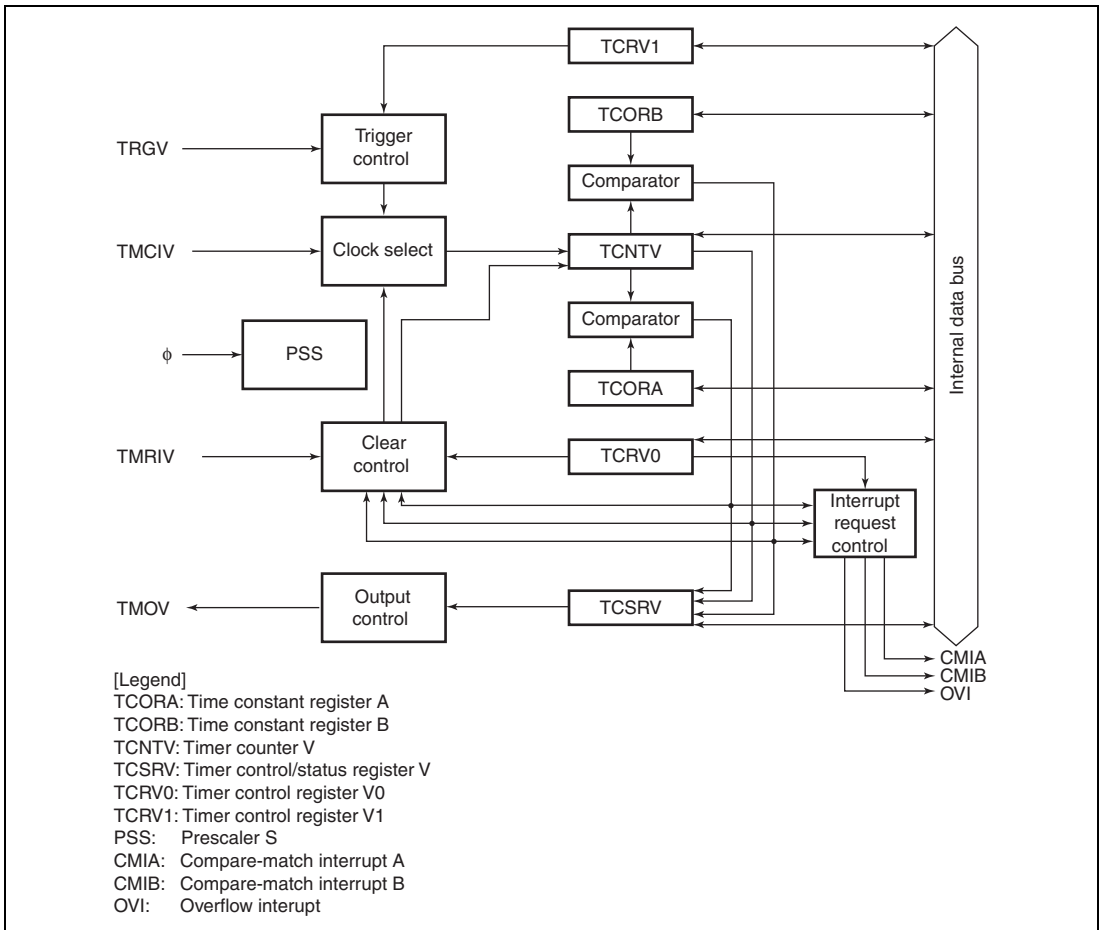 TCRV1
TCORB
Trigger
control
TRGV
Comparator
TMCIV
Clock select
TCNTV
Internal data bus
Comparator
ϕ
PSS
TCORA
TMRIV
Clear
control
TCRV0
Interrupt
request
control
TMOV
Output
control
TCSRV
CMIA
CMIB
OVI
[Legend]
TCORA: Time constant register A
TCORB: Time constant register B
TCNTV: Timer counter V
TCSRV: Timer control/status register V
TCRV0: Timer control register V0
TCRV1: Timer control register V1
PSS: Prescaler S
CMIA: Compare-match interrupt A
CMIB: Compare-match interrupt B
OVI: Overflow interupt